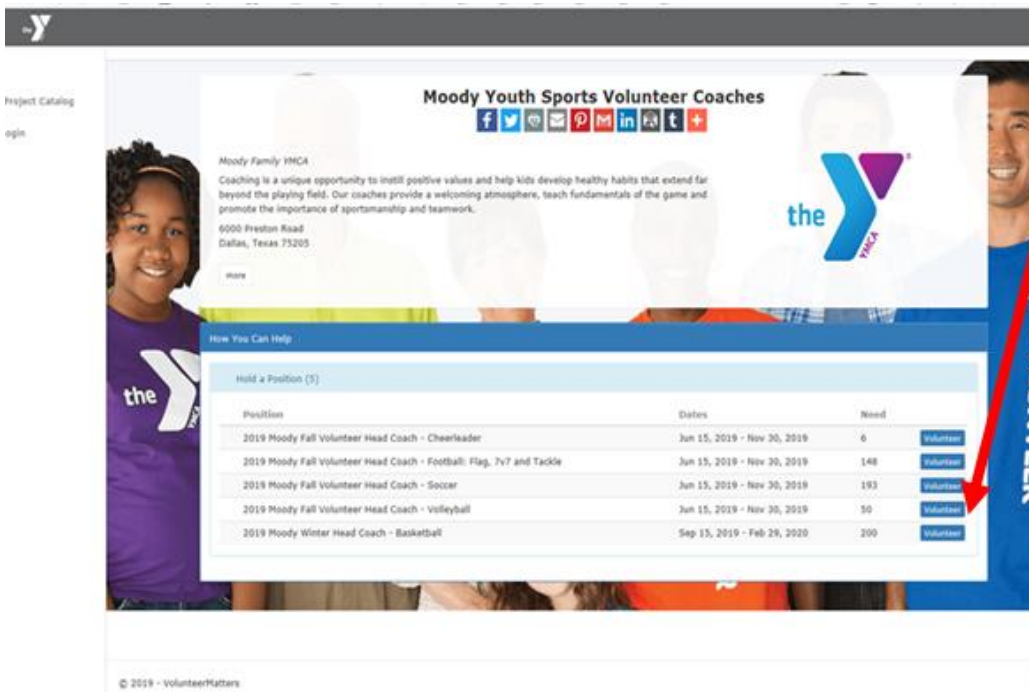 the
Project Catalog
ogin
Moody Youth Sports Volunteer Coaches
Moody Family YMCA
Coaching is a unique opportunity to instill positive values and help kids develop healthy habits that extend far
beyond the playing field. Our coaches provide a welcoming atmosphere, teach fundamentals of the game and
promote the importance of sportsmanship and teamwork.
6000 Preston Road
Dallas, Texas 75205
more
the
YMCA
How You Can Help
Hold a Position (5)
Position Dates Need
2019 Moody Fall Volunteer Head Coach - Cheerleader Jun 15, 2019 - Nov 30, 2019 6 Volunteer
2019 Moody Fall Volunteer Head Coach - Football: Flag, 7v7 and Tackle Jun 15, 2019 - Nov 30, 2019 148 Volunteer
2019 Moody Fall Volunteer Head Coach - Soccer Jun 15, 2019 - Nov 30, 2019 193 Volunteer
2019 Moody Fall Volunteer Head Coach - Volleyball Jun 15, 2019 - Nov 30, 2019 50 Volunteer
2019 Moody Winter Head Coach - Basketball Sep 15, 2019 - Feb 29, 2020 200 Volunteer
the
© 2019 - VolunteerMatters